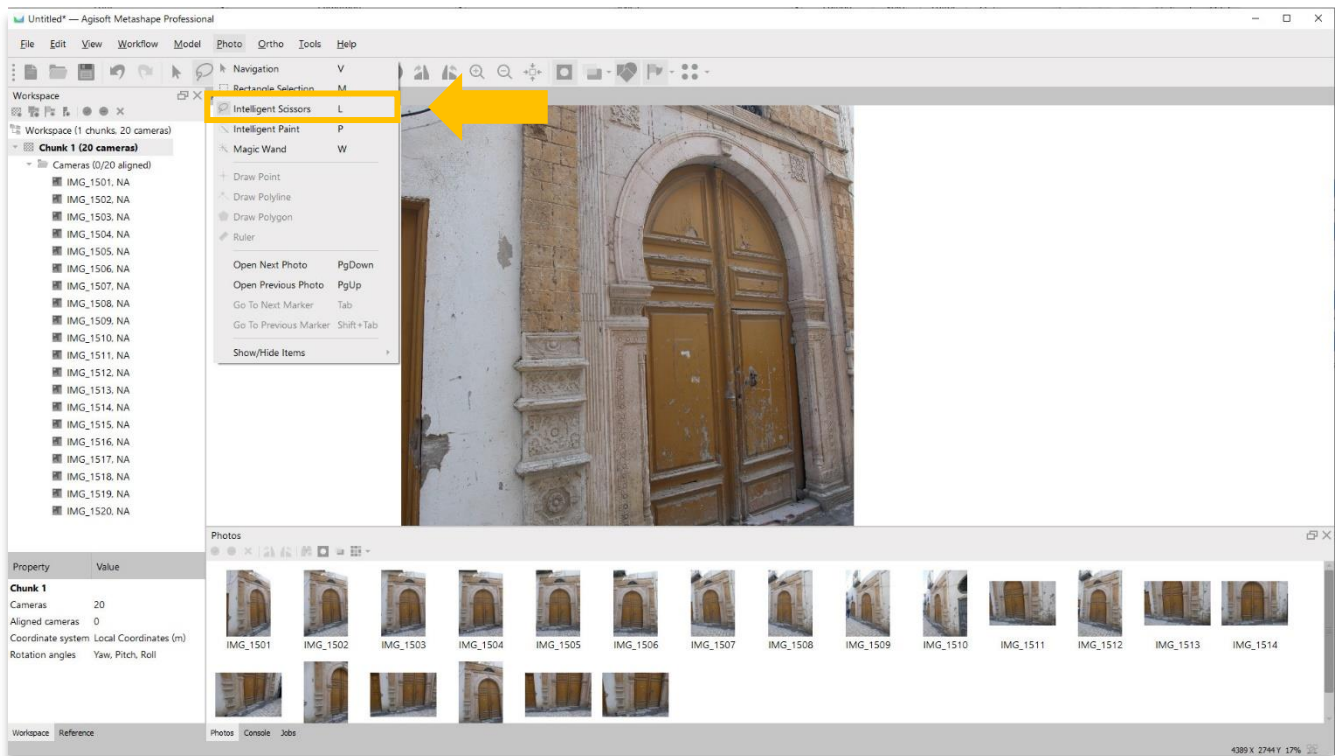 Untitled* — Agisoft Metashape Professional
File Edit View Workflow Model Photo Ortho Tools Help
Workspace
Workspace (1 chunks, 20 cameras)
Chunk 1 (20 cameras)
Cameras (0/20 aligned)
IMG_1501, NA
IMG_1502, NA
IMG_1503, NA
IMG_1504, NA
IMG_1505, NA
IMG_1506, NA
IMG_1507, NA
IMG_1508, NA
IMG_1509, NA
IMG_1510, NA
IMG_1511, NA
IMG_1512, NA
IMG_1513, NA
IMG_1514, NA
IMG_1515, NA
IMG_1516, NA
IMG_1517, NA
IMG_1518, NA
IMG_1519, NA
IMG_1520, NA
Navigation V
Rectangle Selection M
Intelligent Scissors L
Intelligent Paint P
Magic Wand W
Draw Point
Draw Polyline
Draw Polygon
Ruler
Open Next Photo PgDown
Open Previous Photo PgUp
Go To Next Marker Tab
Go To Previous Marker Shift+Tab
Show/Hide Items
Property Value
Chunk 1
Cameras 20
Aligned cameras 0
Coordinate system Local Coordinates (m)
Rotation angles Yaw, Pitch, Roll
Workspace Reference
Photos
IMG_1501 IMG_1502 IMG_1503 IMG_1504 IMG_1505 IMG_1506 IMG_1507 IMG_1508 IMG_1509 IMG_1510 IMG_1511 IMG_1512 IMG_1513 IMG_1514
Photos Console Jobs
4389 X 2744 Y 17%